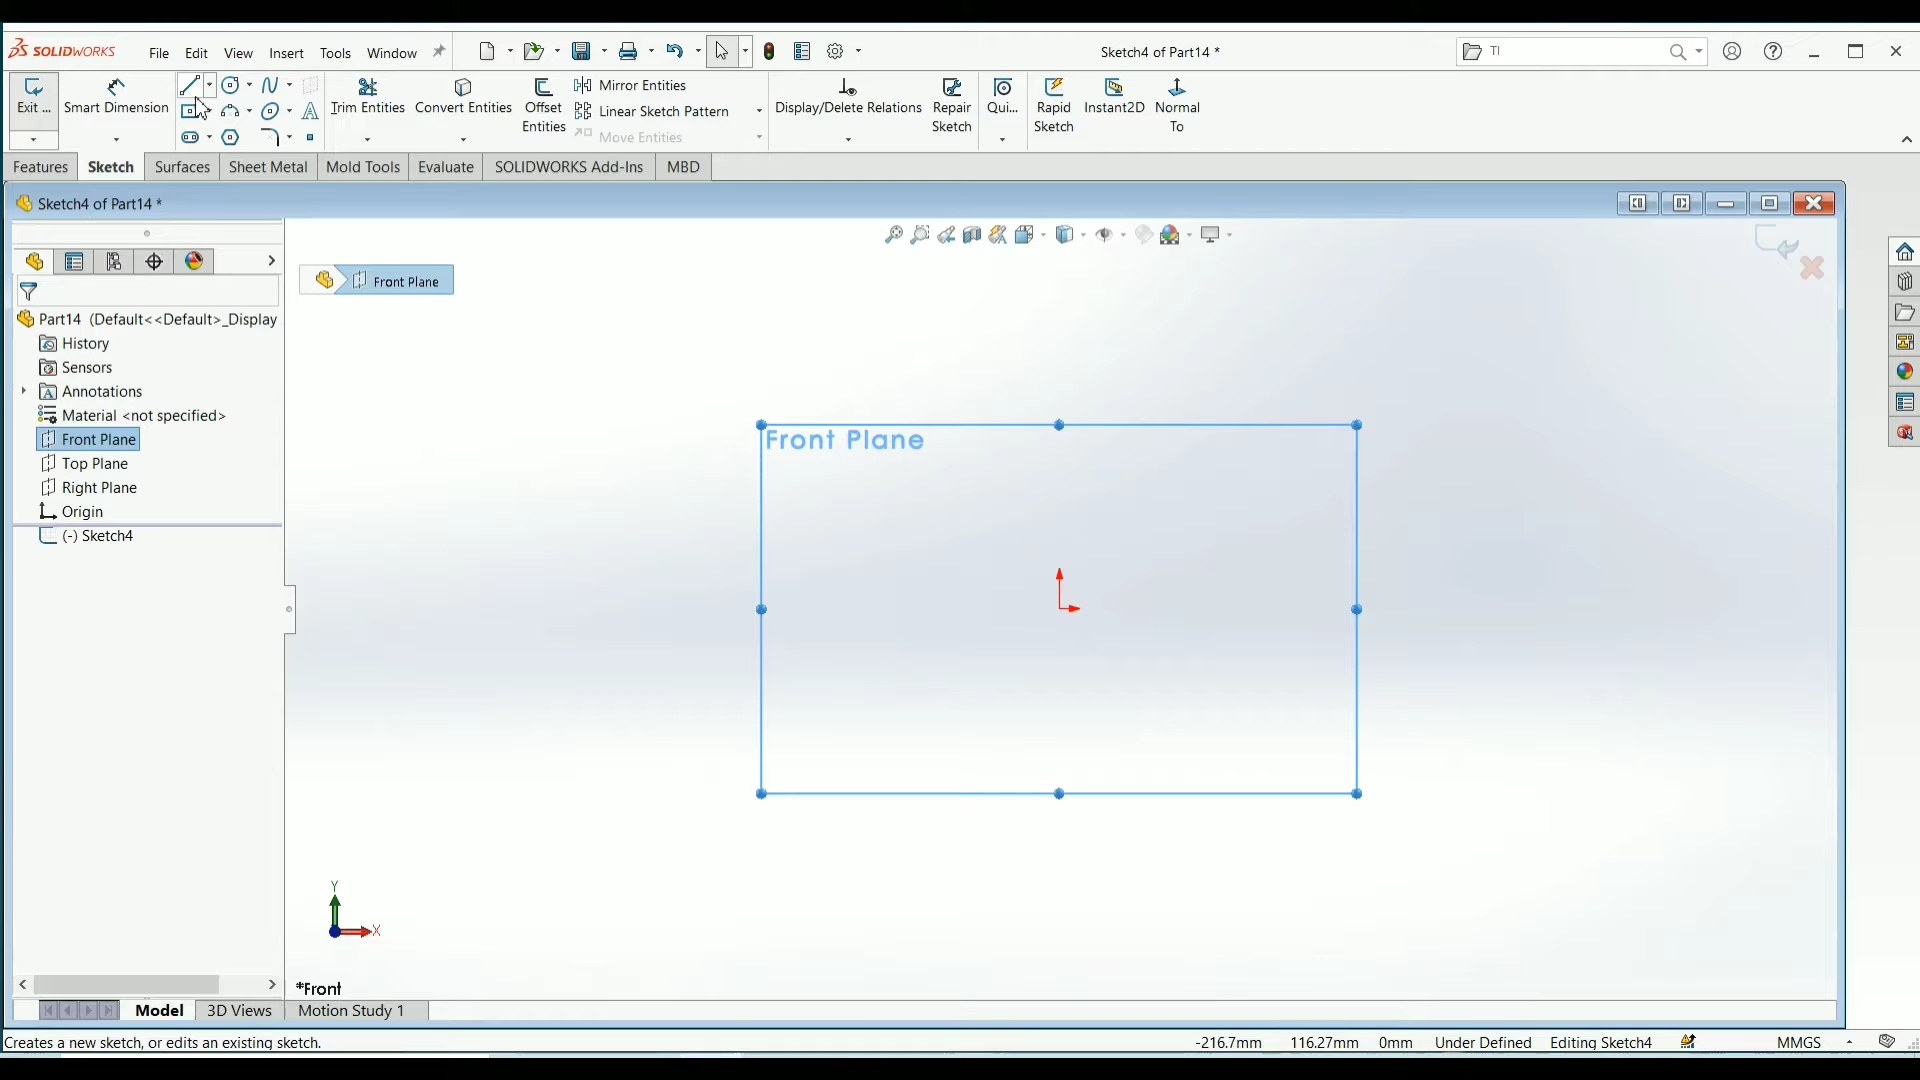 SOLIDWORKS File Edit View Insert Tools Window Sketch4 of Part14 * TI
Exit ... Smart Dimension Trim Entities Convert Entities Offset Entities Mirror Entities Linear Sketch Pattern Move Entities Display/Delete Relations Repair Sketch Qui... Rapid Sketch Instant2D Normal To
Features Sketch Surfaces Sheet Metal Mold Tools Evaluate SOLIDWORKS Add-Ins MBD
Sketch4 of Part14 *
Front Plane
Part14 (Default<<Default>_Display
History
Sensors
Annotations
Material <not specified>
Front Plane
Top Plane
Right Plane
Origin
(-) Sketch4
Front Plane
Y
X
*Front
Model 3D Views Motion Study 1
Creates a new sketch, or edits an existing sketch. -216.7mm 116.27mm 0mm Under Defined Editing Sketch4 MMGS